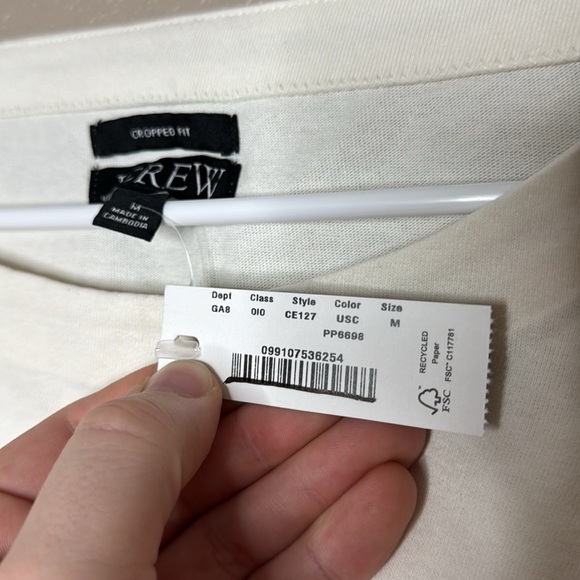 CROPPED FIT
CREW
M
MADE IN
CAMBODIA
Dept Class Style Color Size
GA8 010 CE127 USC M
PP6698
099107536254
RECYCLED
Paper
FSC® C117781
FSC